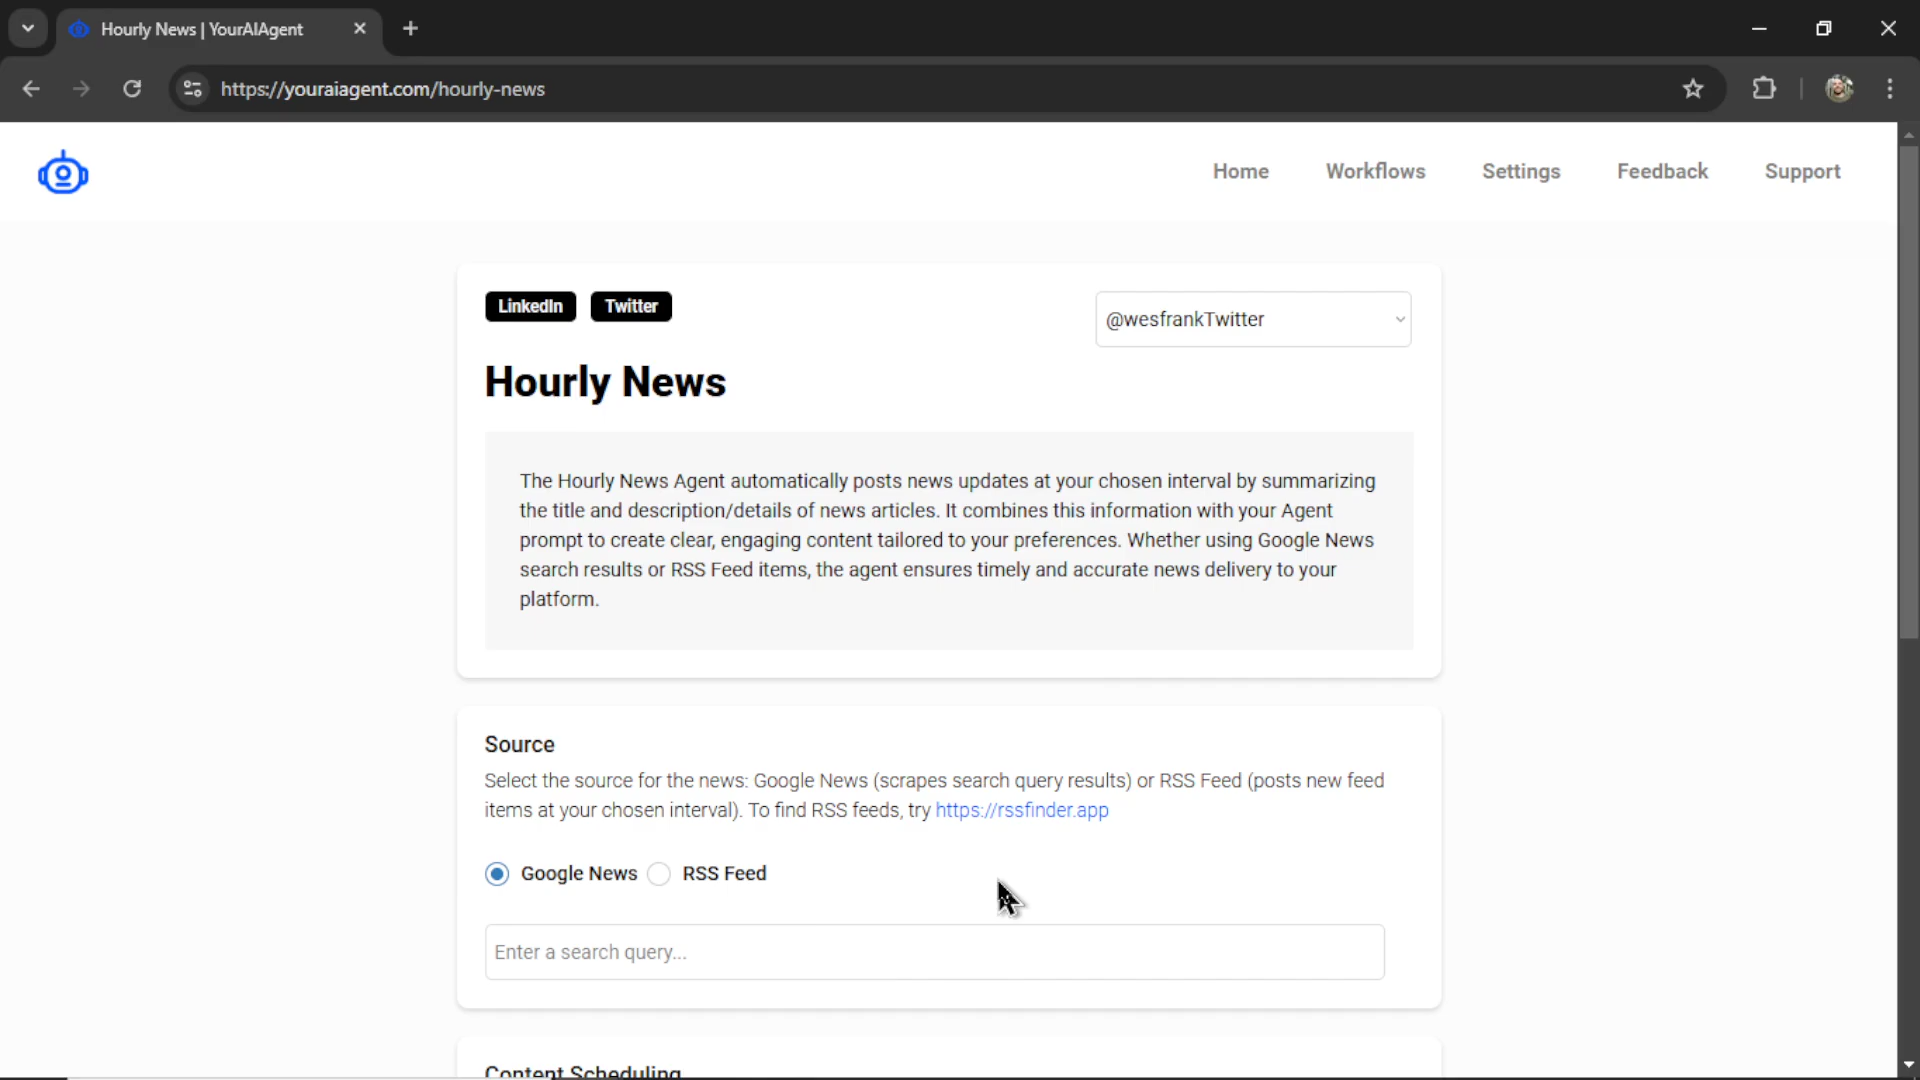 Hourly News | YourAIAgent
https://youraiagent.com/hourly-news
Home Workflows Settings Feedback Support
LinkedIn Twitter
@wesfrankTwitter
Hourly News
The Hourly News Agent automatically posts news updates at your chosen interval by summarizing
the title and description/details of news articles. It combines this information with your Agent
prompt to create clear, engaging content tailored to your preferences. Whether using Google News
search results or RSS Feed items, the agent ensures timely and accurate news delivery to your
platform.
Source
Select the source for the news: Google News (scrapes search query results) or RSS Feed (posts new feed
items at your chosen interval). To find RSS feeds, try https://rssfinder.app
Google News RSS Feed
Enter a search query...
Content Scheduling